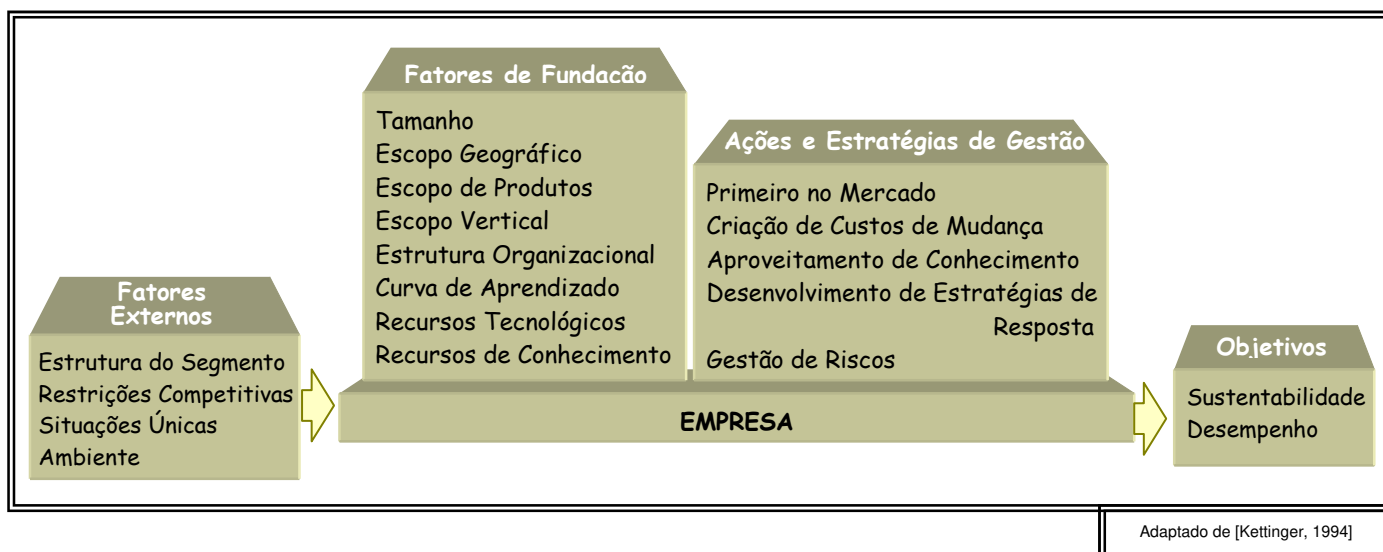 Fatores
Externos
Estrutura do Segmento
Restrições Competitivas
Situações Únicas
Ambiente
Fatores de Fundacão
Tamanho
Escopo Geográfico
Escopo de Produtos
Escopo Vertical
Estrutura Organizacional
Curva de Aprendizado
Recursos Tecnológicos
Recursos de Conhecimento
Ações e Estratégias de Gestão
Primeiro no Mercado
Criação de Custos de Mudança
Aproveitamento de Conhecimento
Desenvolvimento de Estratégias de
Resposta
Gestão de Riscos
EMPRESA
Objetivos
Sustentabilidade
Desempenho
Adaptado de [Kettinger, 1994]